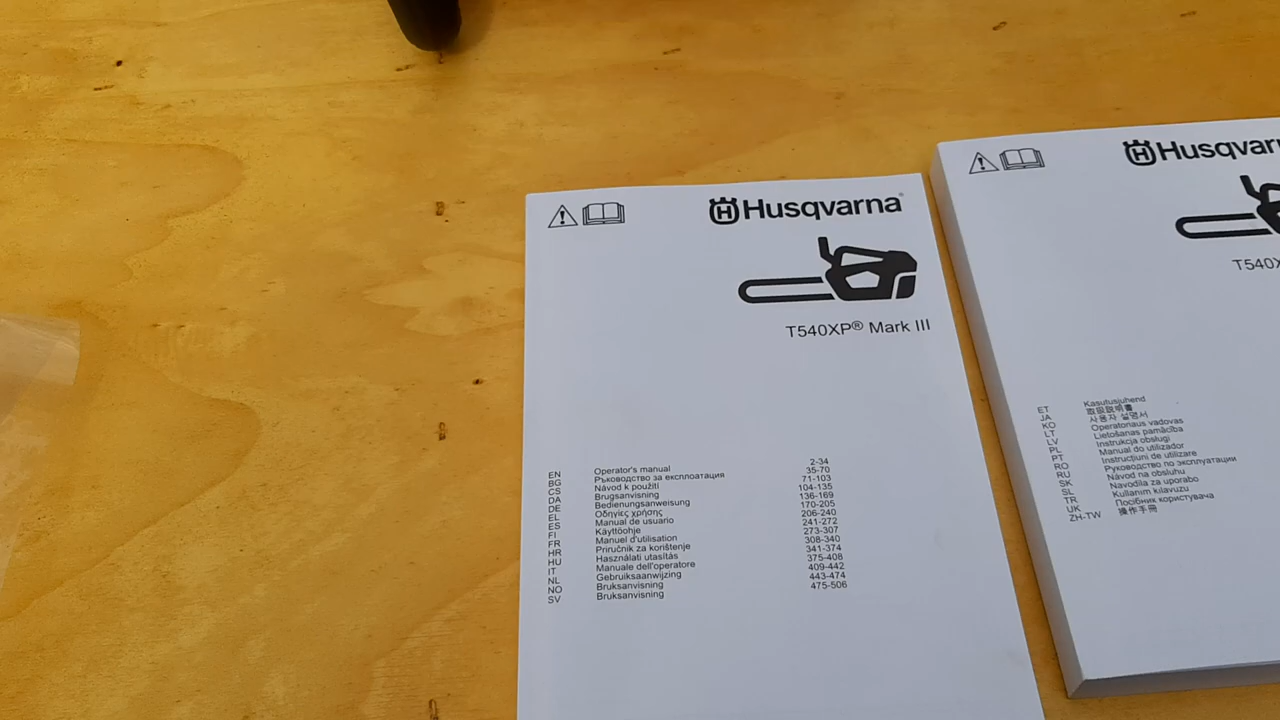 Husqvarna®
T540XP® Mark III
EN Operator's manual 2-34
BG Ръководство за експлоатация 35-70
CS Návod k použití 71-103
DA Brugsanvisning 104-135
DE Bedienungsanweisung 136-169
EL Οδηγίες χρήσης 170-205
ES Manual de usuario 206-240
FI Käyttöohje 241-272
FR Manuel d'utilisation 273-307
HR Priručnik za korištenje 308-340
HU Használati utasítás 341-374
IT Manuale dell'operatore 375-408
NL Gebruiksaanwijzing 409-442
NO Bruksanvisning 443-474
SV Bruksanvisning 475-506
Husqvar
T540X
ET Kasutusjuhend
JA 取扱説明書
KO 사용자 설명서
LT Operatoriaus vadovas
LV Lietošanas pamācība
PL Instrukcja obsługi
PT Manual do utilizador
RO Instrucțiuni de utilizare
RU Руководство по эксплуатации
SK Návod na obsluhu
SL Navodila za uporabo
TR Kullanım kılavuzu
UK Посібник користувача
ZH-TW 操作手冊